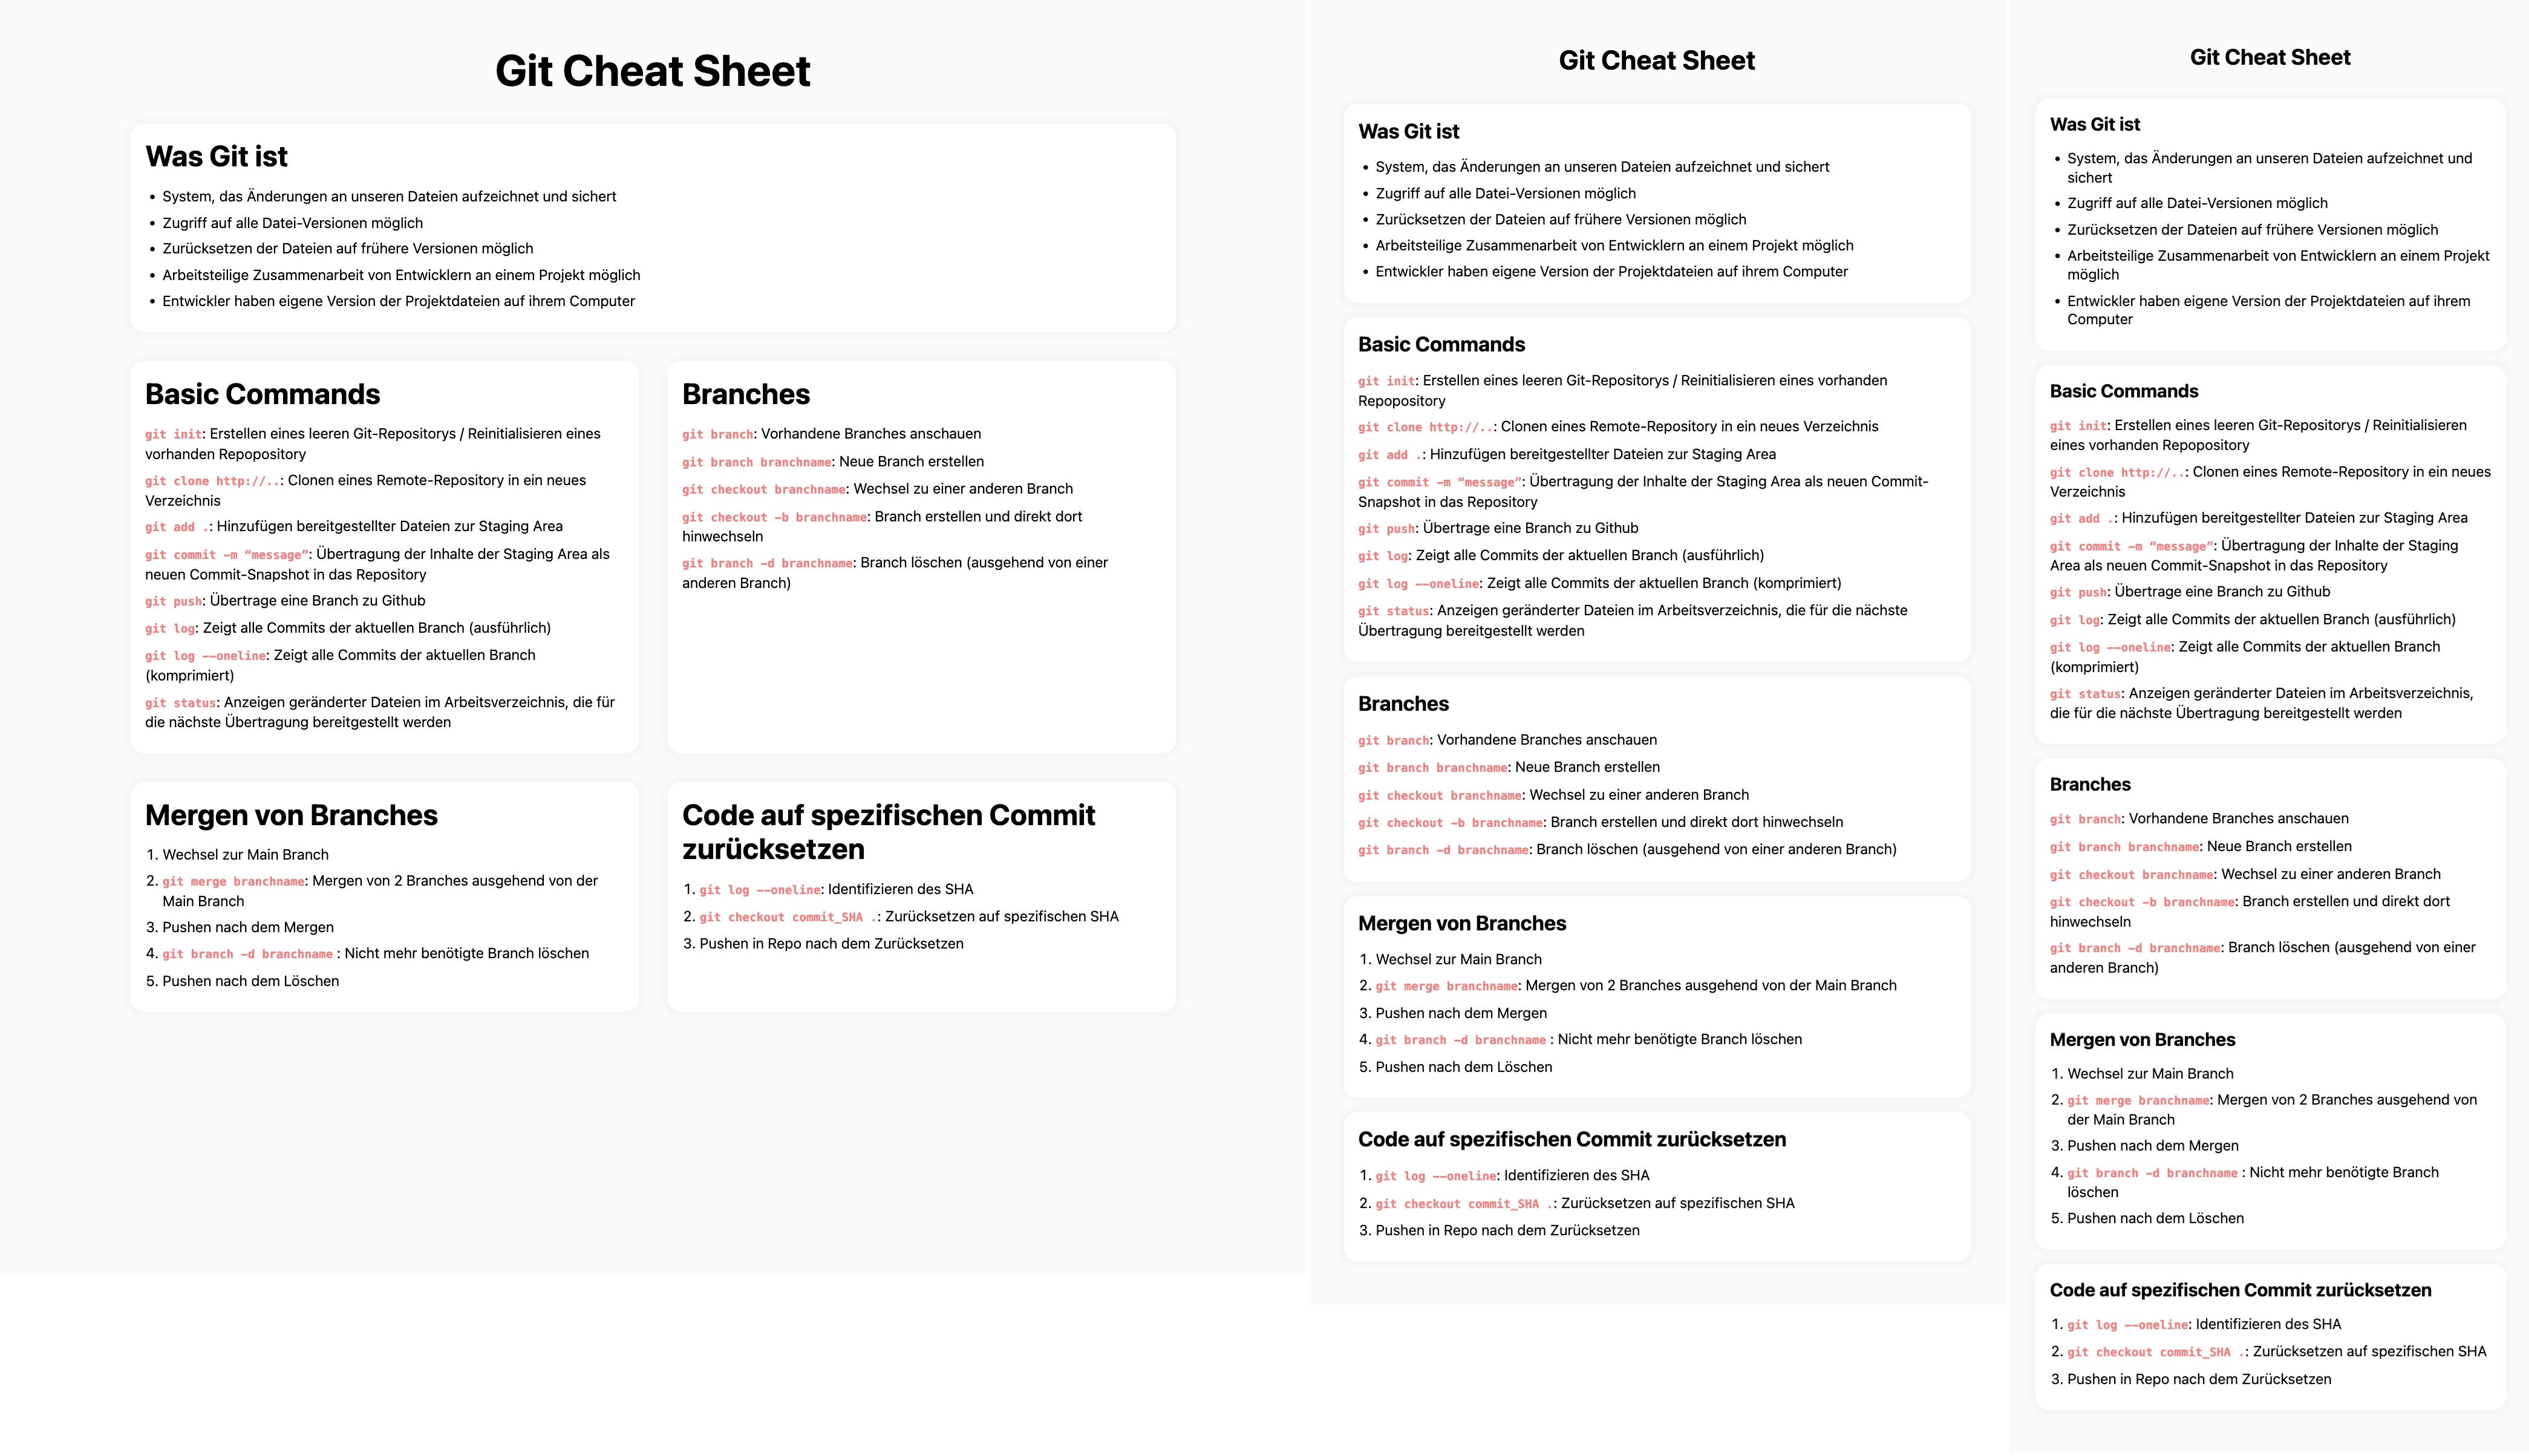 Git Cheat Sheet
Was Git ist
• System, das Änderungen an unseren Dateien aufzeichnet und sichert
• Zugriff auf alle Datei-Versionen möglich
• Zurücksetzen der Dateien auf frühere Versionen möglich
• Arbeitsteilige Zusammenarbeit von Entwicklern an einem Projekt möglich
• Entwickler haben eigene Version der Projektdateien auf ihrem Computer
Basic Commands
git init: Erstellen eines leeren Git-Repositorys / Reinitialisieren eines
vorhanden Repopository
git clone http://..: Clonen eines Remote-Repository in ein neues
Verzeichnis
git add .: Hinzufügen bereitgestellter Dateien zur Staging Area
git commit -m “message”: Übertragung der Inhalte der Staging Area als
neuen Commit-Snapshot in das Repository
git push: Übertrage eine Branch zu Github
git log: Zeigt alle Commits der aktuellen Branch (ausführlich)
git log --oneline: Zeigt alle Commits der aktuellen Branch
(komprimiert)
git status: Anzeigen geränderter Dateien im Arbeitsverzeichnis, die für
die nächste Übertragung bereitgestellt werden
Branches
git branch: Vorhandene Branches anschauen
git branch branchname: Neue Branch erstellen
git checkout branchname: Wechsel zu einer anderen Branch
git checkout -b branchname: Branch erstellen und direkt dort
hinwechseln
git branch -d branchname: Branch löschen (ausgehend von einer
anderen Branch)
Mergen von Branches
1. Wechsel zur Main Branch
2. git merge branchname: Mergen von 2 Branches ausgehend von der
Main Branch
3. Pushen nach dem Mergen
4. git branch -d branchname : Nicht mehr benötigte Branch löschen
5. Pushen nach dem Löschen
Code auf spezifischen Commit
zurücksetzen
1. git log --oneline: Identifizieren des SHA
2. git checkout commit_SHA .: Zurücksetzen auf spezifischen SHA
3. Pushen in Repo nach dem Zurücksetzen
Git Cheat Sheet
Was Git ist
• System, das Änderungen an unseren Dateien aufzeichnet und sichert
• Zugriff auf alle Datei-Versionen möglich
• Zurücksetzen der Dateien auf frühere Versionen möglich
• Arbeitsteilige Zusammenarbeit von Entwicklern an einem Projekt möglich
• Entwickler haben eigene Version der Projektdateien auf ihrem Computer
Basic Commands
git init: Erstellen eines leeren Git-Repositorys / Reinitialisieren eines vorhanden
Repopository
git clone http://..: Clonen eines Remote-Repository in ein neues Verzeichnis
git add .: Hinzufügen bereitgestellter Dateien zur Staging Area
git commit -m “message”: Übertragung der Inhalte der Staging Area als neuen Commit-
Snapshot in das Repository
git push: Übertrage eine Branch zu Github
git log: Zeigt alle Commits der aktuellen Branch (ausführlich)
git log --oneline: Zeigt alle Commits der aktuellen Branch (komprimiert)
git status: Anzeigen geränderter Dateien im Arbeitsverzeichnis, die für die nächste
Übertragung bereitgestellt werden
Branches
git branch: Vorhandene Branches anschauen
git branch branchname: Neue Branch erstellen
git checkout branchname: Wechsel zu einer anderen Branch
git checkout -b branchname: Branch erstellen und direkt dort hinwechseln
git branch -d branchname: Branch löschen (ausgehend von einer anderen Branch)
Mergen von Branches
1. Wechsel zur Main Branch
2. git merge branchname: Mergen von 2 Branches ausgehend von der Main Branch
3. Pushen nach dem Mergen
4. git branch -d branchname : Nicht mehr benötigte Branch löschen
5. Pushen nach dem Löschen
Code auf spezifischen Commit zurücksetzen
1. git log --oneline: Identifizieren des SHA
2. git checkout commit_SHA .: Zurücksetzen auf spezifischen SHA
3. Pushen in Repo nach dem Zurücksetzen
Git Cheat Sheet
Was Git ist
• System, das Änderungen an unseren Dateien aufzeichnet und
sichert
• Zugriff auf alle Datei-Versionen möglich
• Zurücksetzen der Dateien auf frühere Versionen möglich
• Arbeitsteilige Zusammenarbeit von Entwicklern an einem Projekt
möglich
• Entwickler haben eigene Version der Projektdateien auf ihrem
Computer
Basic Commands
git init: Erstellen eines leeren Git-Repositorys / Reinitialisieren
eines vorhanden Repopository
git clone http://..: Clonen eines Remote-Repository in ein neues
Verzeichnis
git add .: Hinzufügen bereitgestellter Dateien zur Staging Area
git commit -m “message”: Übertragung der Inhalte der Staging
Area als neuen Commit-Snapshot in das Repository
git push: Übertrage eine Branch zu Github
git log: Zeigt alle Commits der aktuellen Branch (ausführlich)
git log --oneline: Zeigt alle Commits der aktuellen Branch
(komprimiert)
git status: Anzeigen geränderter Dateien im Arbeitsverzeichnis,
die für die nächste Übertragung bereitgestellt werden
Branches
git branch: Vorhandene Branches anschauen
git branch branchname: Neue Branch erstellen
git checkout branchname: Wechsel zu einer anderen Branch
git checkout -b branchname: Branch erstellen und direkt dort
hinwechseln
git branch -d branchname: Branch löschen (ausgehend von einer
anderen Branch)
Mergen von Branches
1. Wechsel zur Main Branch
2. git merge branchname: Mergen von 2 Branches ausgehend von
der Main Branch
3. Pushen nach dem Mergen
4. git branch -d branchname : Nicht mehr benötigte Branch
löschen
5. Pushen nach dem Löschen
Code auf spezifischen Commit zurücksetzen
1. git log --oneline: Identifizieren des SHA
2. git checkout commit_SHA .: Zurücksetzen auf spezifischen SHA
3. Pushen in Repo nach dem Zurücksetzen